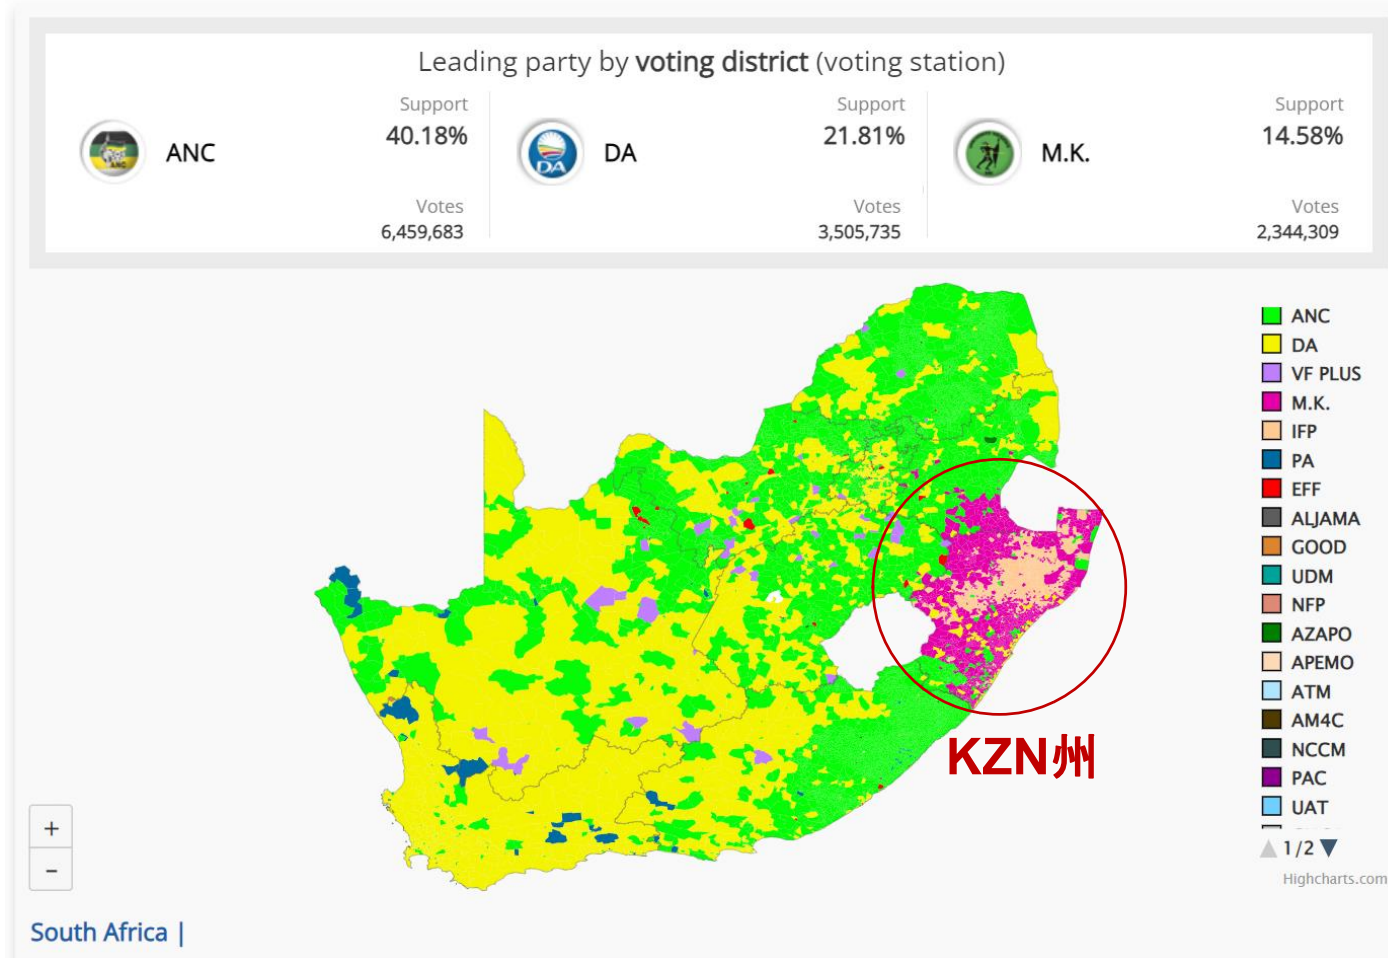 Leading party by voting district (voting station)
ANC
Support
40.18%
Votes
6,459,683
DA
DA
Support
21.81%
Votes
3,505,735
M.K.
Support
14.58%
Votes
2,344,309
ANC
DA
VF PLUS
M.K.
IFP
PA
EFF
ALJAMA
GOOD
UDM
NFP
AZAPO
APEMO
ATM
AM4C
NCCM
PAC
UAT
1/2
Highcharts.com
KZN州
+
−
South Africa |